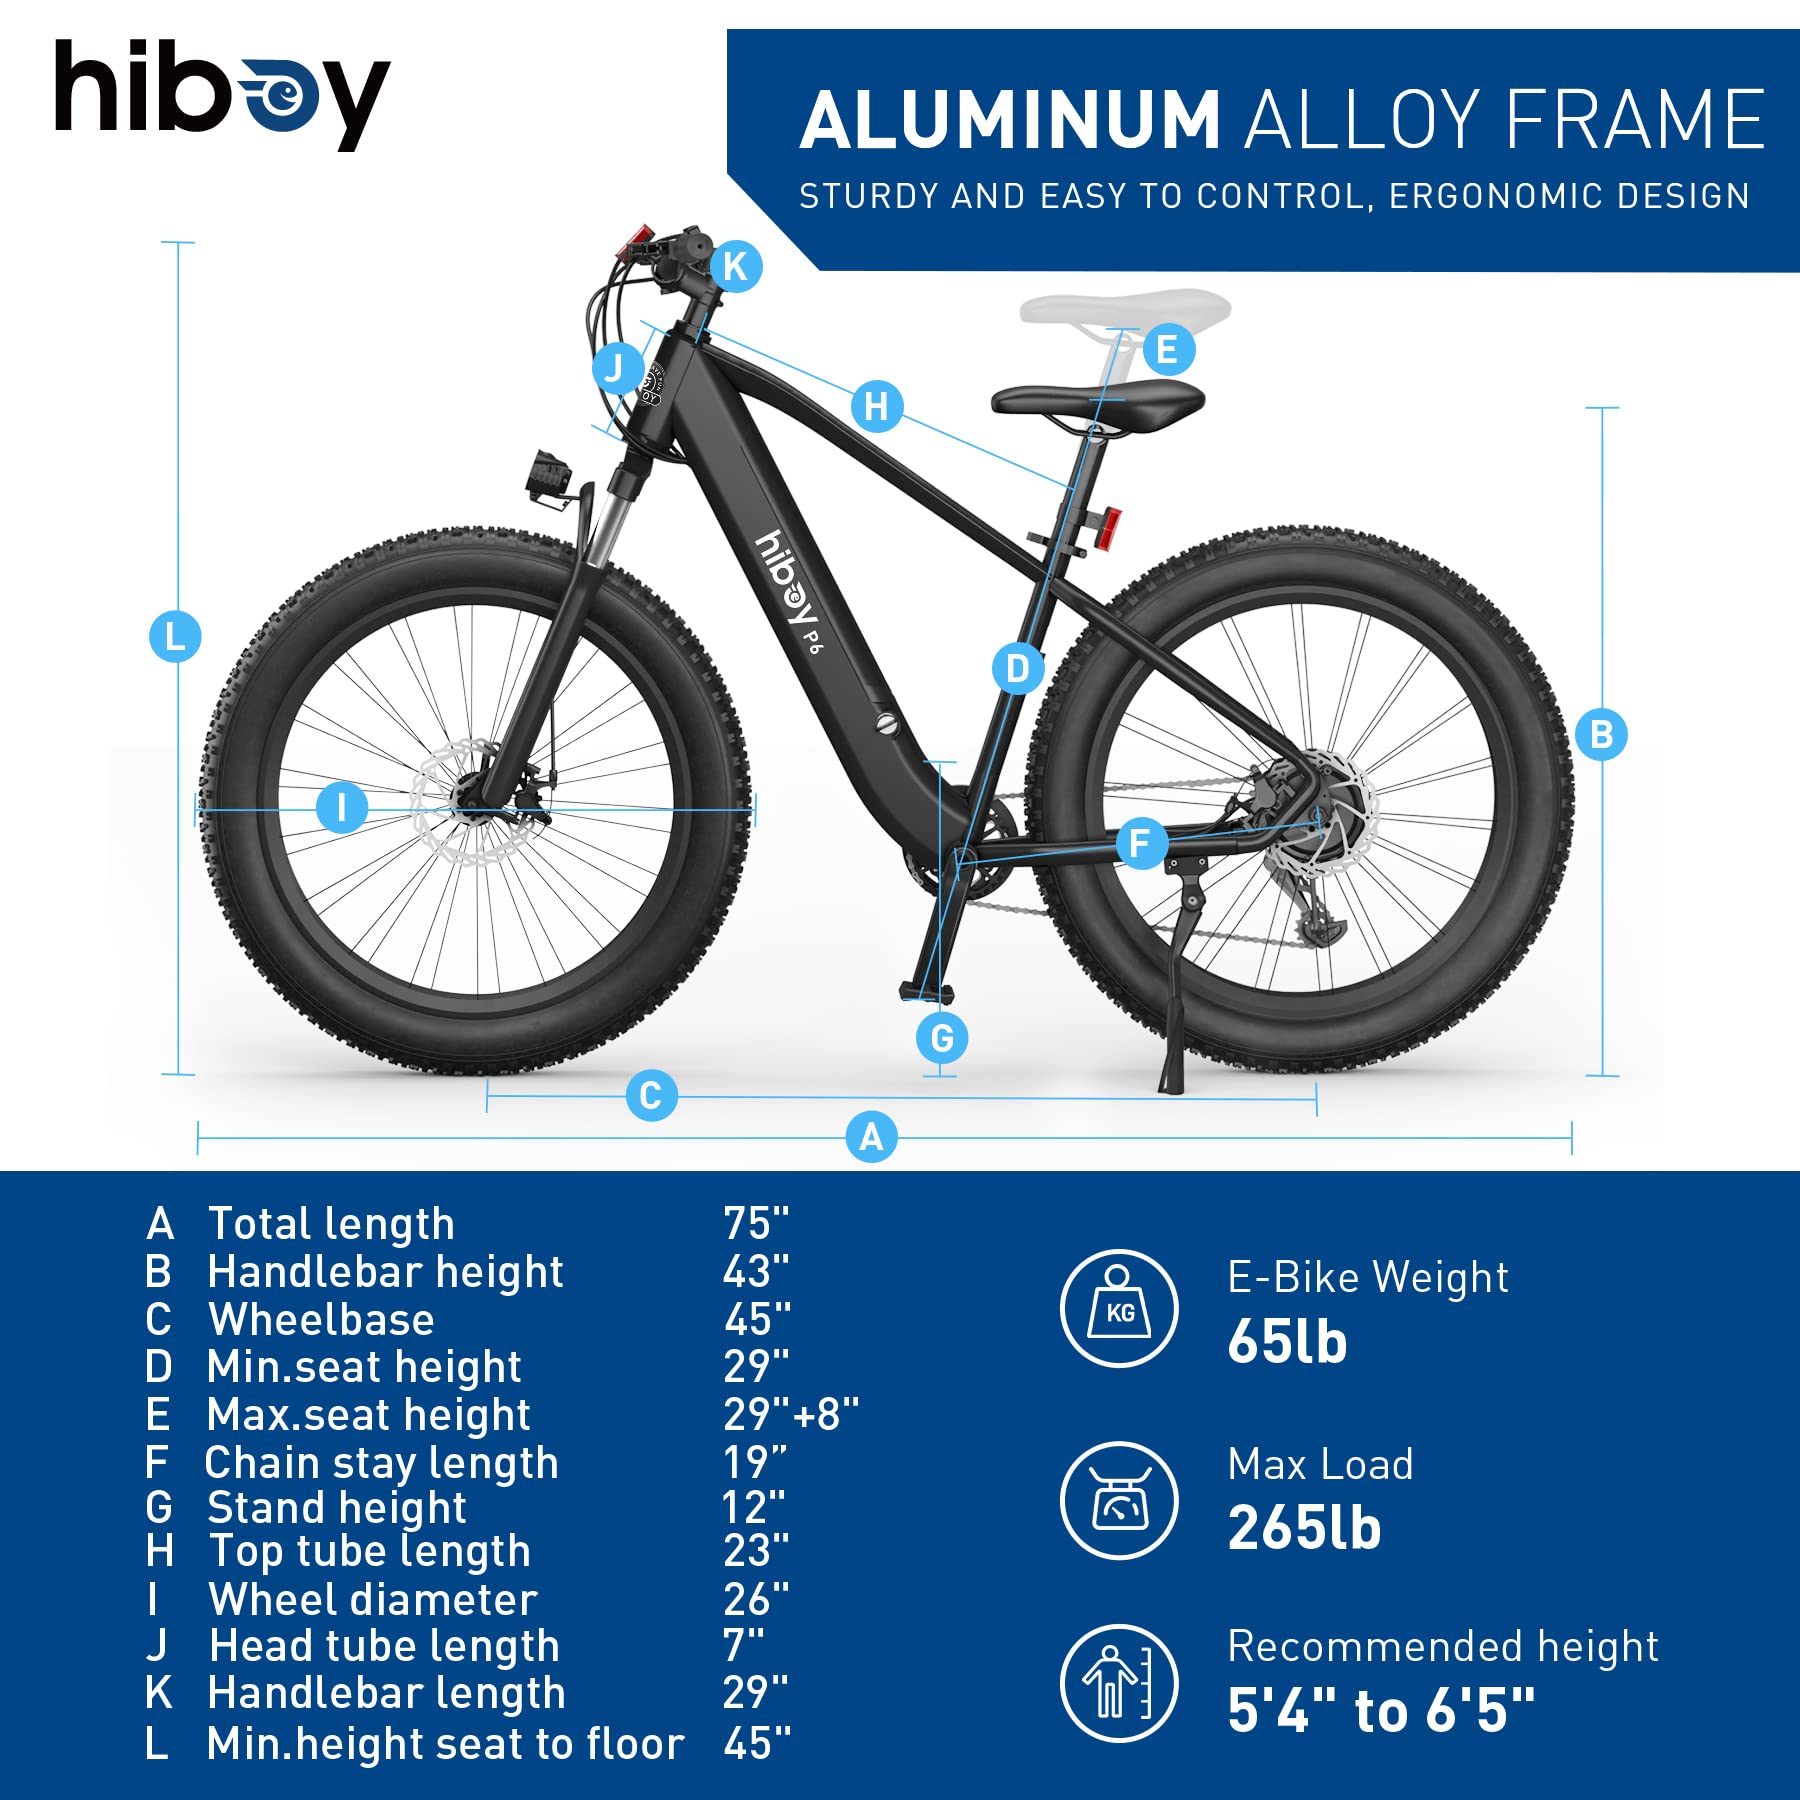 hiboy
ALUMINUM ALLOY FRAME
STURDY AND EASY TO CONTROL, ERGONOMIC DESIGN
K
E
J
H
OY
hiboy P6
L
D
B
I
F
G
C
A
A Total length 75"
B Handlebar height 43"
C Wheelbase 45"
D Min.seat height 29"
E Max.seat height 29"+8"
F Chain stay length 19”
G Stand height 12"
H Top tube length 23"
I Wheel diameter 26"
J Head tube length 7"
K Handlebar length 29"
L Min.height seat to floor 45"
KG
E-Bike Weight
65lb
Max Load
265lb
Recommended height
5'4" to 6'5"